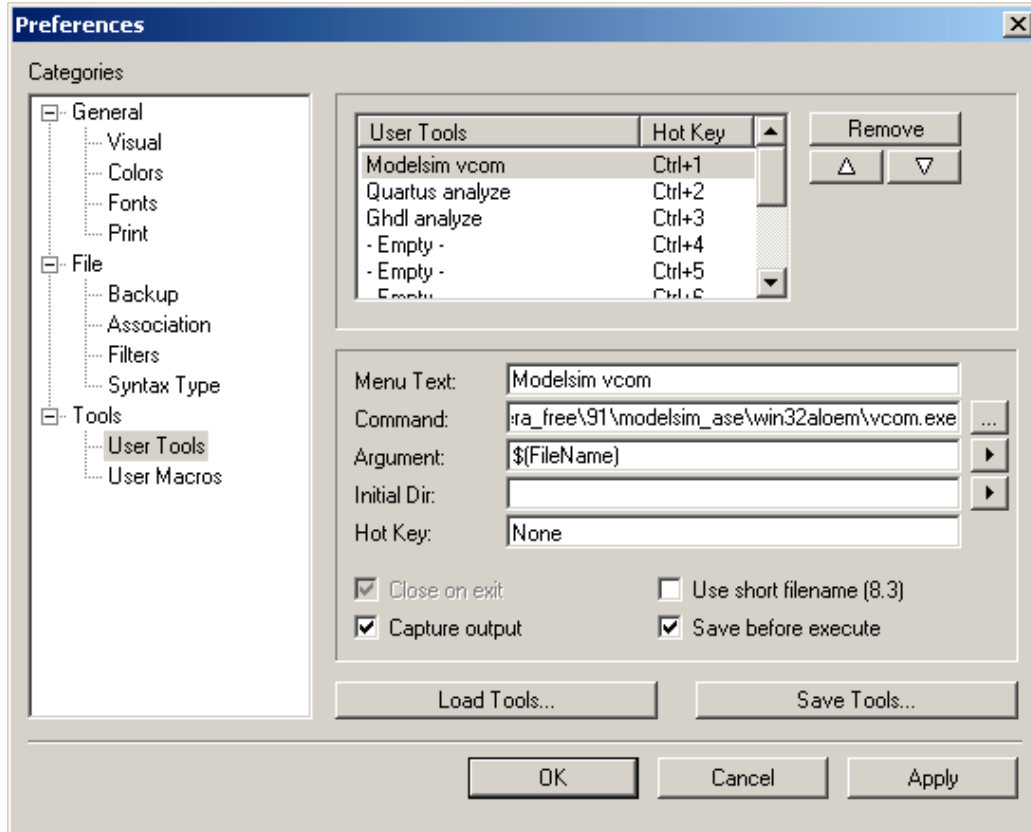 Preferences
Categories
General
Visual
Colors
Fonts
Print
File
Backup
Association
Filters
Syntax Type
Tools
User Tools
User Macros
User Tools Hot Key
Modelsim vcom Ctrl+1
Quartus analyze Ctrl+2
Ghdl analyze Ctrl+3
- Empty - Ctrl+4
- Empty - Ctrl+5
- Empty - Ctrl+6
Remove
Menu Text: Modelsim vcom
Command: ra_free\91\modelsim_ase\win32aloem\vcom.exe ...
Argument: $(FileName)
Initial Dir:
Hot Key: None
Close on exit Use short filename (8.3)
Capture output Save before execute
Load Tools... Save Tools...
OK Cancel Apply